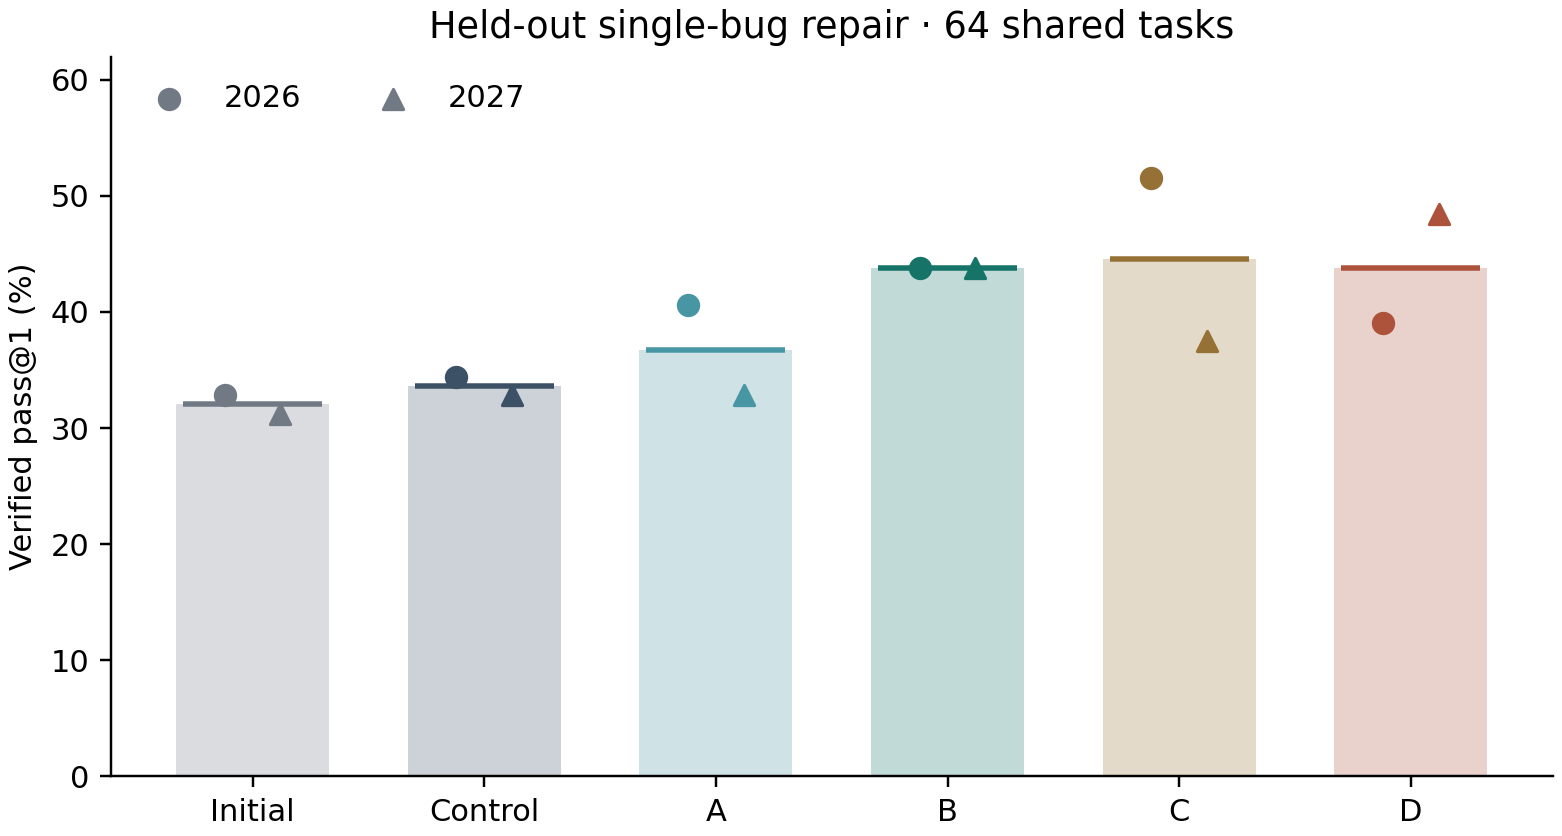 Held-out single-bug repair · 64 shared tasks
2026 2027
Verified pass@1 (%)
60
50
40
30
20
10
0
Initial Control A B C D